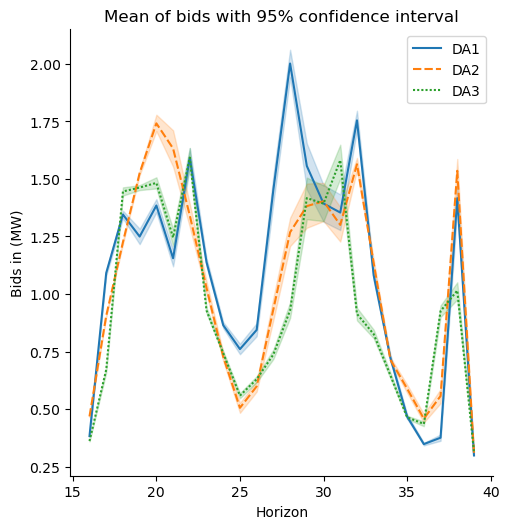 Mean of bids with 95% confidence interval
DA1
DA2
DA3
2.00
1.75
1.50
1.25
1.00
0.75
0.50
0.25
Bids in (MW)
15 20 25 30 35 40
Horizon